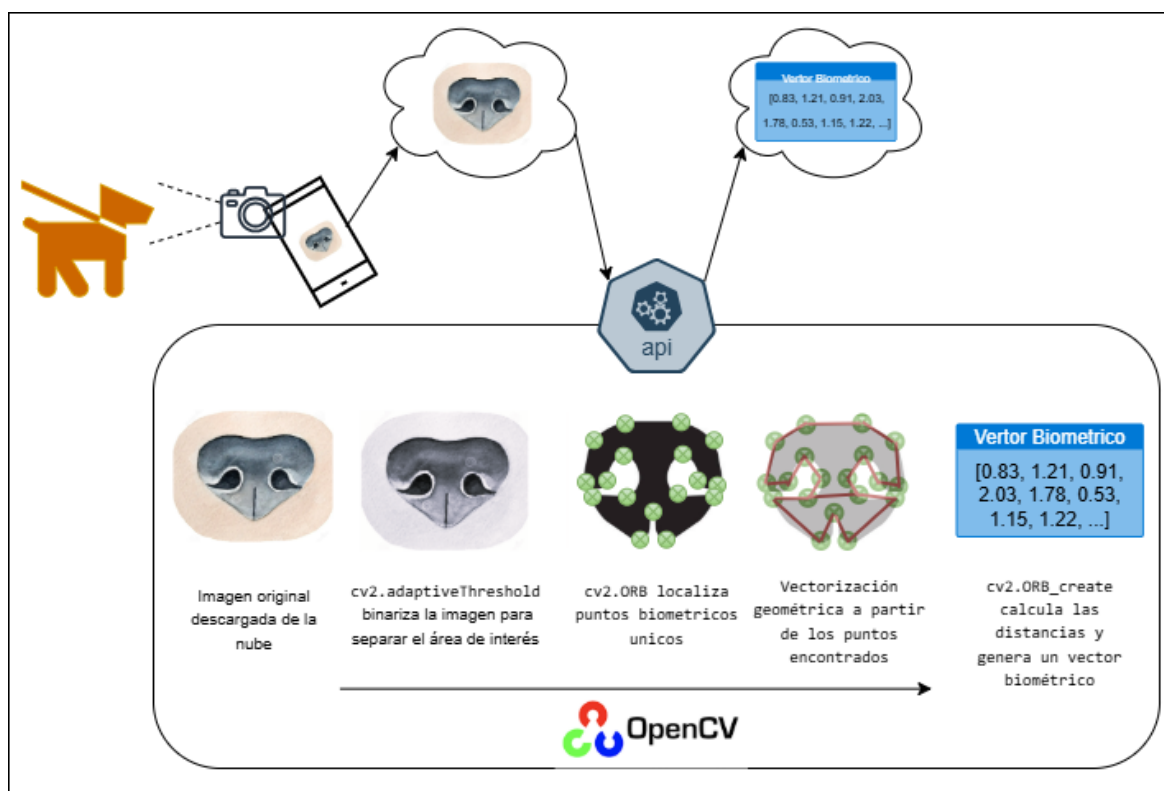 Vertor Biometrico
[0.83, 1.21, 0.91, 2.03,
1.78, 0.53, 1.15, 1.22, ...]
api
Imagen original
descargada de la
nube
cv2.adaptiveThreshold
binariza la imagen para
separar el área de interés
cv2.ORB localiza
puntos biometricos
unicos
Vectorización
geométrica a partir
de los puntos
encontrados
Vertor Biometrico
[0.83, 1.21, 0.91,
2.03, 1.78, 0.53,
1.15, 1.22, ...]
cv2.ORB_create
calcula las
distancias y
genera un vector
biométrico
OpenCV